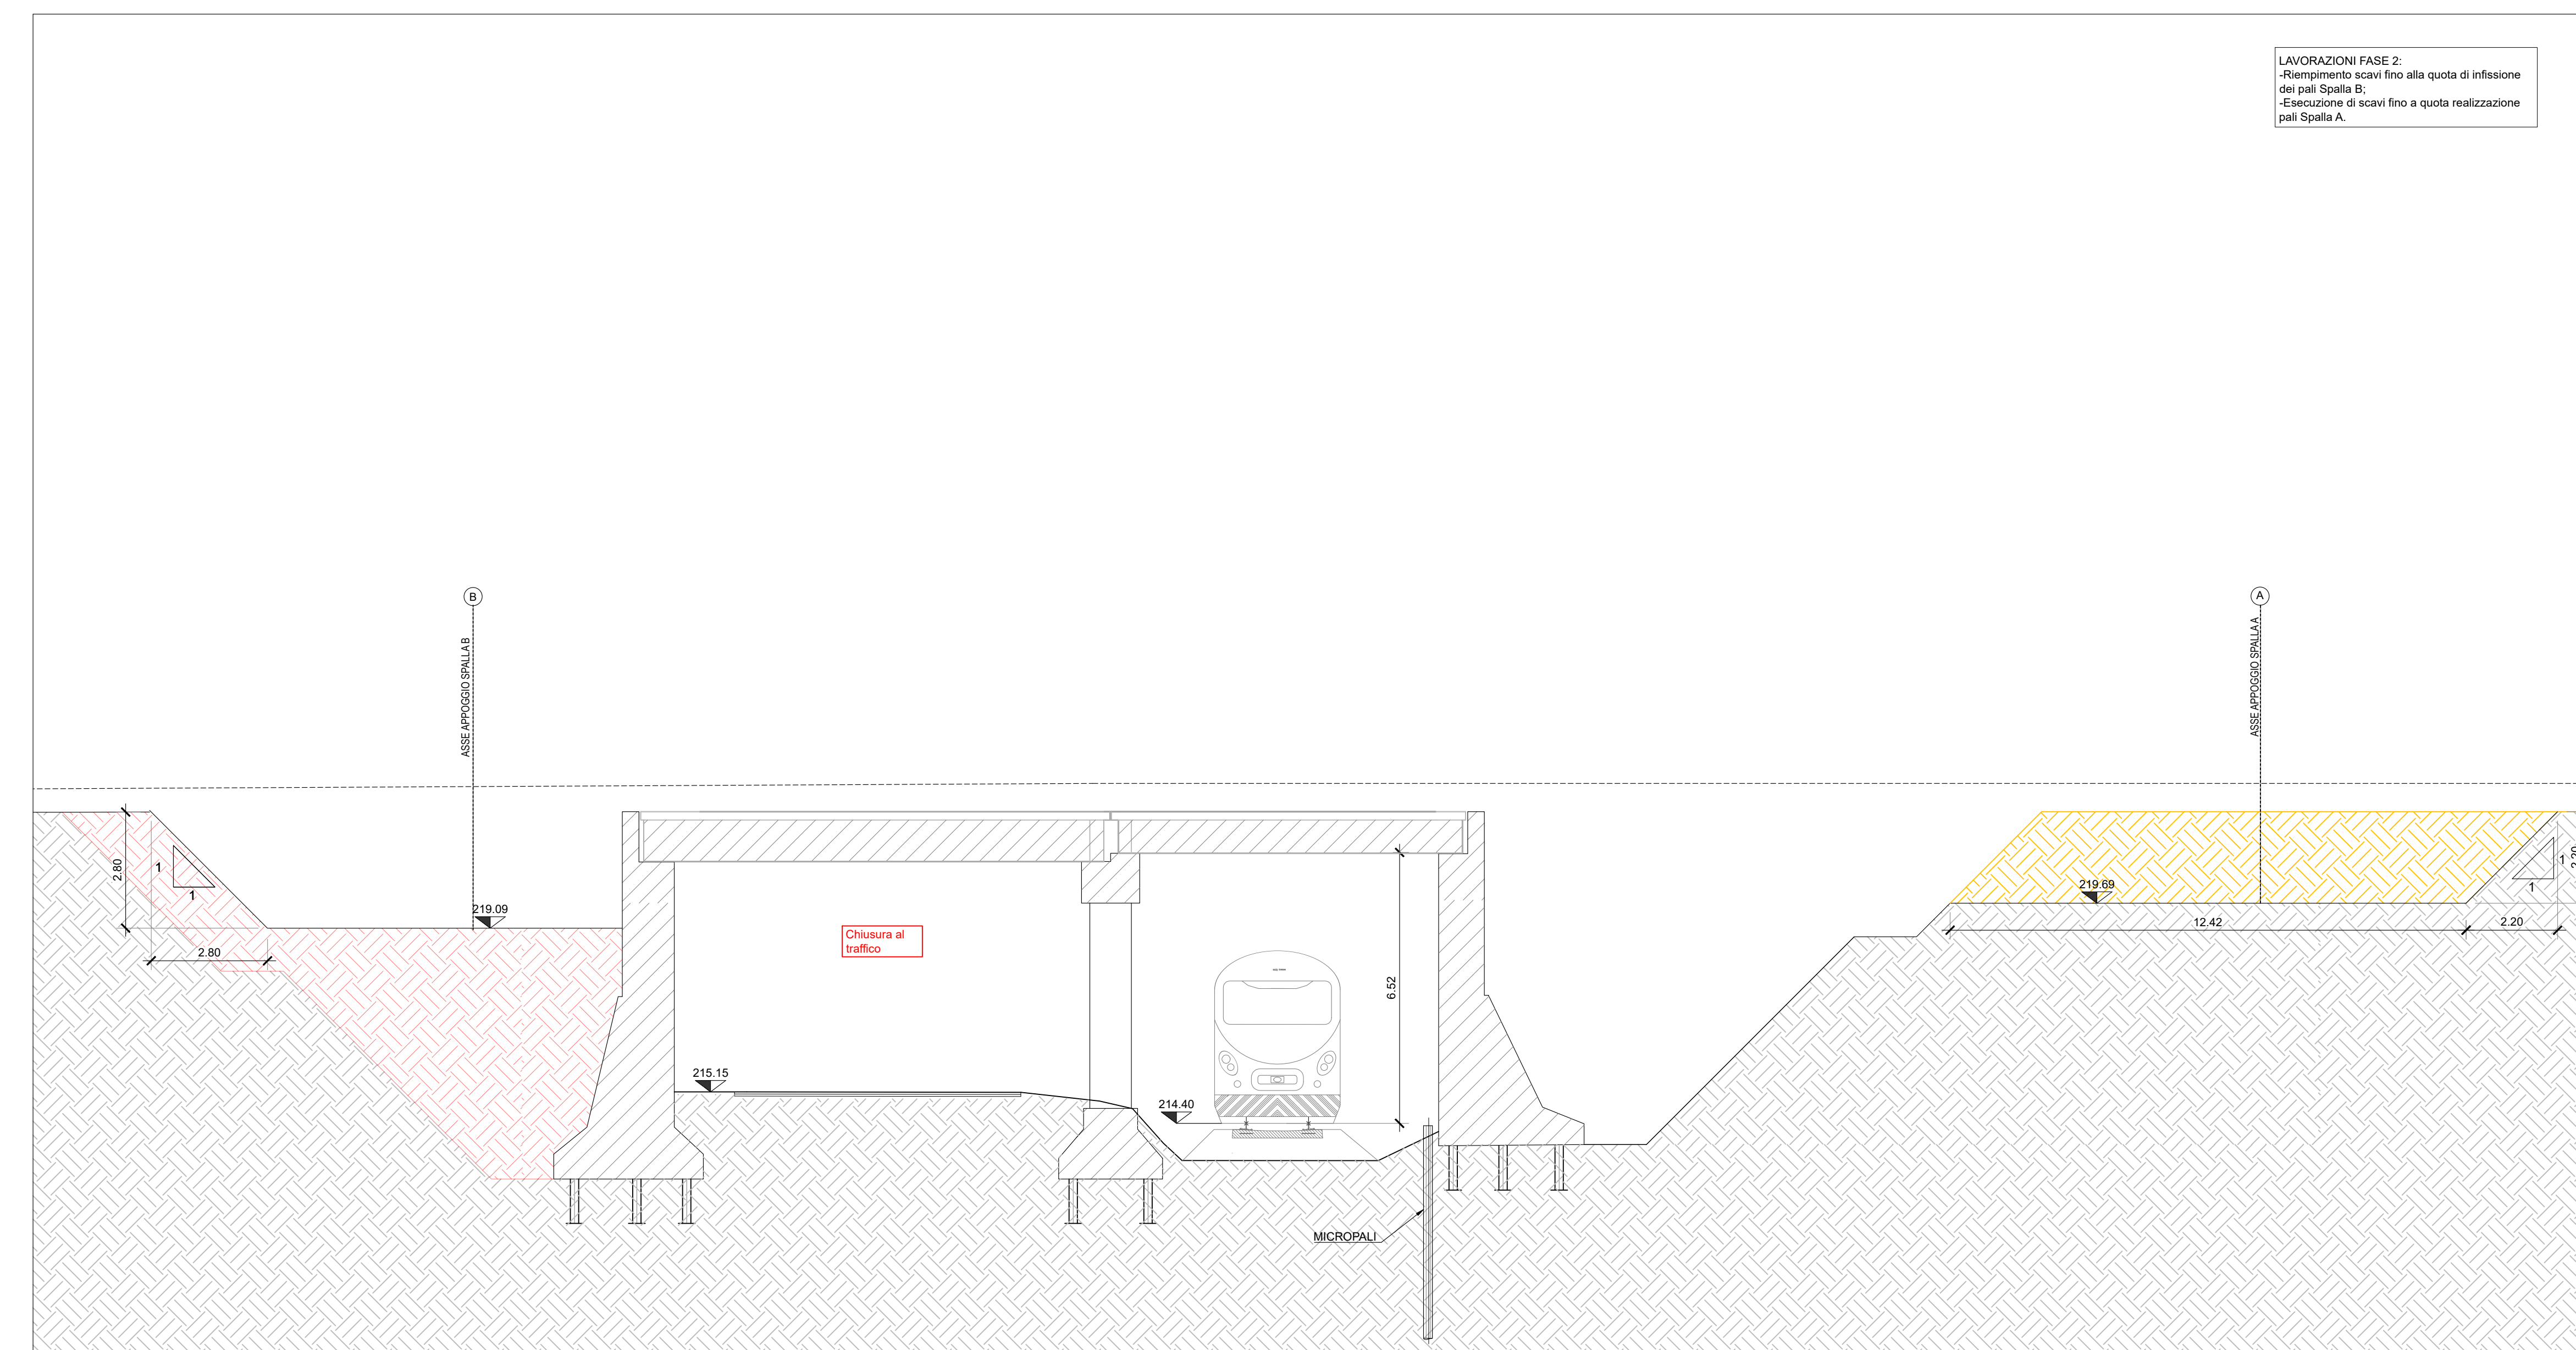 LAVORAZIONI FASE 2:
-Riempimento scavi fino alla quota di infissione
dei pali Spalla B;
-Esecuzione di scavi fino a quota realizzazione
pali Spalla A.
B
A
ASSE APPOGGIO SPALLA B
ASSE APPOGGIO SPALLA A
2.80
1
1
2.80
219.09
Chiusura al
traffico
215.15
214.40
6.52
MICROPALI
219.69
12.42
2.20
1
1
2.20